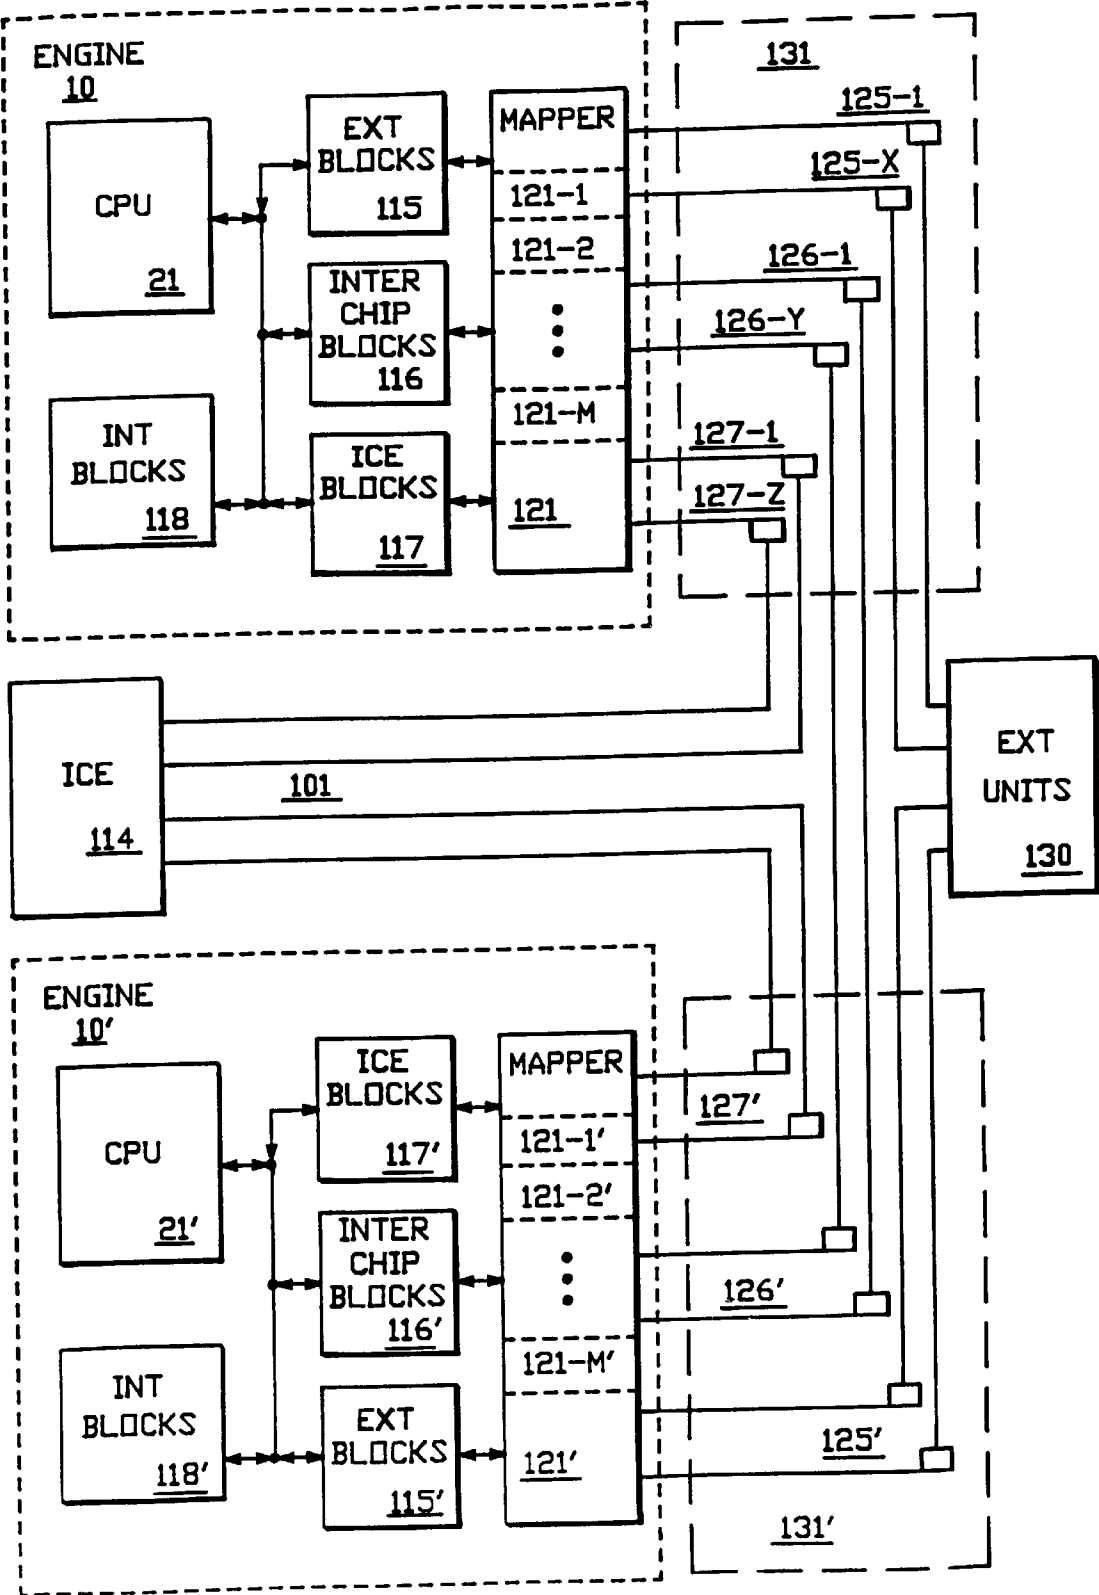 ENGINE
10
CPU
21
INT
BLOCKS
118
EXT
BLOCKS
115
INTER
CHIP
BLOCKS
116
ICE
BLOCKS
117
MAPPER
121-1
121-2
121-M
121
131
125-1
125-X
126-1
126-Y
127-1
127-Z
ICE
114
101
EXT
UNITS
130
ENGINE
10'
CPU
21'
INT
BLOCKS
118'
ICE
BLOCKS
117'
INTER
CHIP
BLOCKS
116'
EXT
BLOCKS
115'
MAPPER
121-1'
121-2'
121-M'
121'
127'
126'
125'
131'